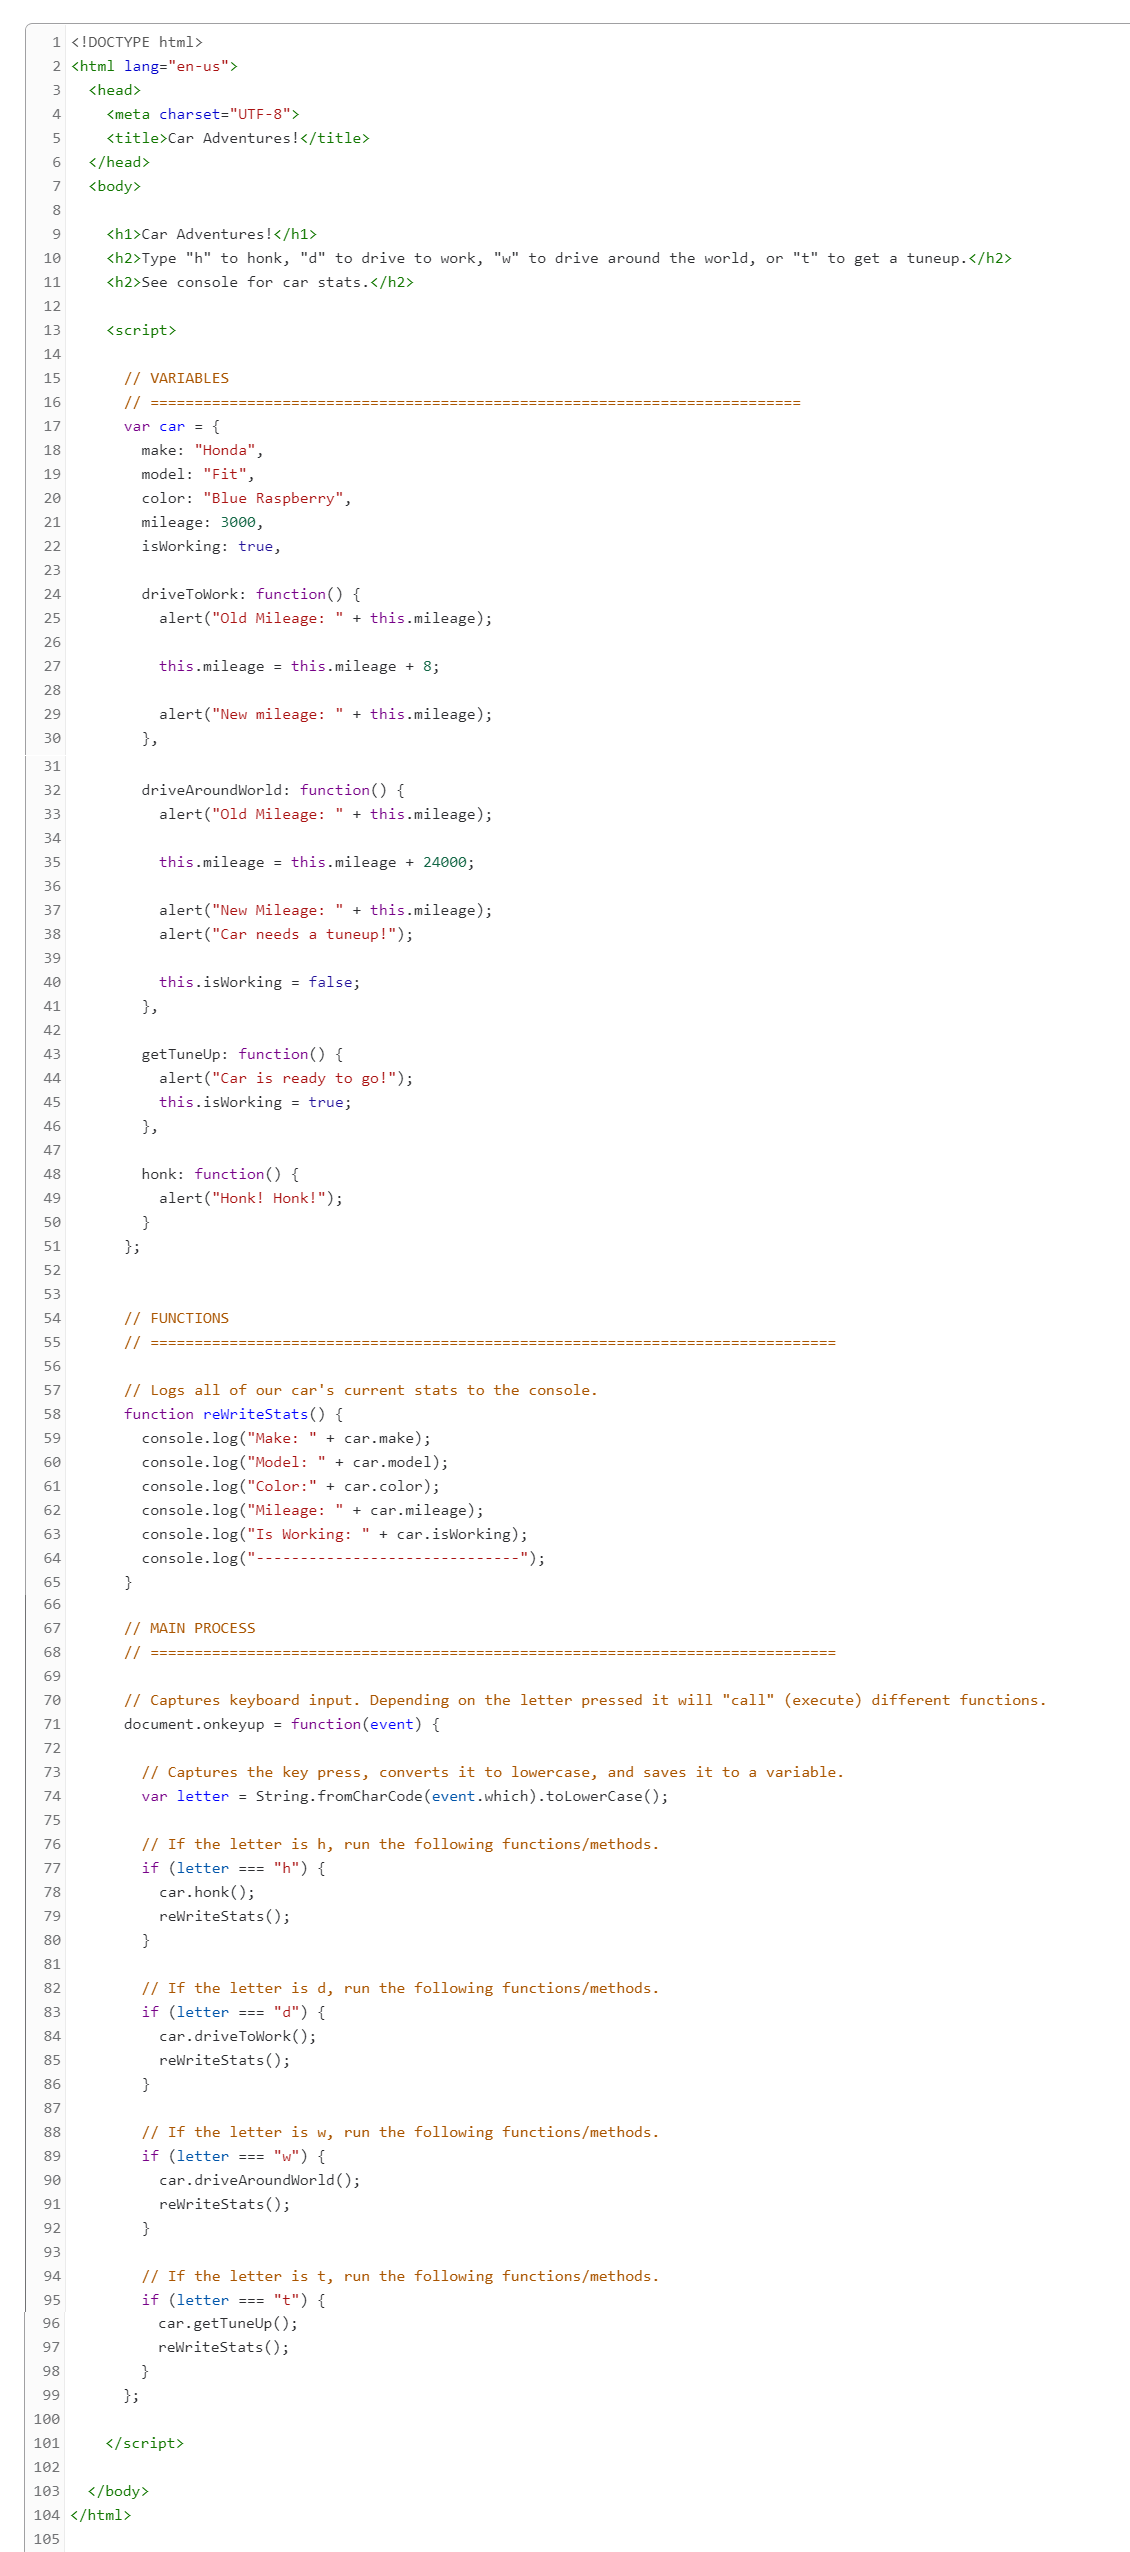 1 <!DOCTYPE html>
2 <html lang="en-us">
3   <head>
4     <meta charset="UTF-8">
5     <title>Car Adventures!</title>
6   </head>
7   <body>
8
9     <h1>Car Adventures!</h1>
10     <h2>Type "h" to honk, "d" to drive to work, "w" to drive around the world, or "t" to get a tuneup.</h2>
11     <h2>See console for car stats.</h2>
12
13     <script>
14
15       // VARIABLES
16       // ==========================================================================
17       var car = {
18         make: "Honda",
19         model: "Fit",
20         color: "Blue Raspberry",
21         mileage: 3000,
22         isWorking: true,
23
24         driveToWork: function() {
25           alert("Old Mileage: " + this.mileage);
26
27           this.mileage = this.mileage + 8;
28
29           alert("New mileage: " + this.mileage);
30         },
31
32         driveAroundWorld: function() {
33           alert("Old Mileage: " + this.mileage);
34
35           this.mileage = this.mileage + 24000;
36
37           alert("New Mileage: " + this.mileage);
38           alert("Car needs a tuneup!");
39
40           this.isWorking = false;
41         },
42
43         getTuneUp: function() {
44           alert("Car is ready to go!");
45           this.isWorking = true;
46         },
47
48         honk: function() {
49           alert("Honk! Honk!");
50         }
51       };
52
53
54       // FUNCTIONS
55       // ==============================================================================
56
57       // Logs all of our car's current stats to the console.
58       function reWriteStats() {
59         console.log("Make: " + car.make);
60         console.log("Model: " + car.model);
61         console.log("Color:" + car.color);
62         console.log("Mileage: " + car.mileage);
63         console.log("Is Working: " + car.isWorking);
64         console.log("------------------------------");
65       }
66
67       // MAIN PROCESS
68       // ==============================================================================
69
70       // Captures keyboard input. Depending on the letter pressed it will "call" (execute) different functions.
71       document.onkeyup = function(event) {
72
73         // Captures the key press, converts it to lowercase, and saves it to a variable.
74         var letter = String.fromCharCode(event.which).toLowerCase();
75
76         // If the letter is h, run the following functions/methods.
77         if (letter === "h") {
78           car.honk();
79           reWriteStats();
80         }
81
82         // If the letter is d, run the following functions/methods.
83         if (letter === "d") {
84           car.driveToWork();
85           reWriteStats();
86         }
87
88         // If the letter is w, run the following functions/methods.
89         if (letter === "w") {
90           car.driveAroundWorld();
91           reWriteStats();
92         }
93
94         // If the letter is t, run the following functions/methods.
95         if (letter === "t") {
96           car.getTuneUp();
97           reWriteStats();
98         }
99       };
100
101     </script>
102
103   </body>
104 </html>
105